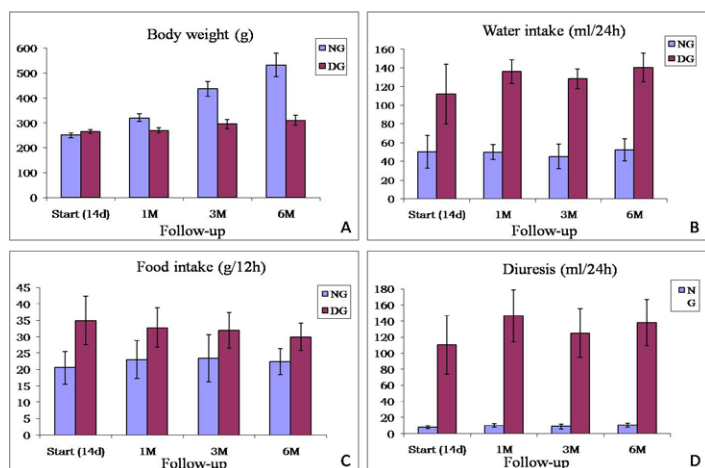 Body weight (g)
NG
DG
600
500
400
300
200
100
0
Start (14d) 1M 3M 6M
Follow-up
A
Water intake (ml/24h)
NG
DG
160
140
120
100
80
60
40
20
0
Start (14d) 1M 3M 6M
Follow-up
B
Food intake (g/12h)
NG
DG
45
40
35
30
25
20
15
10
5
0
Start (14d) 1M 3M 6M
Follow-up
C
Diuresis (ml/24h)
N
G
180
160
140
120
100
80
60
40
20
0
Start (14d) 1M 3M 6M
Follow-up
D